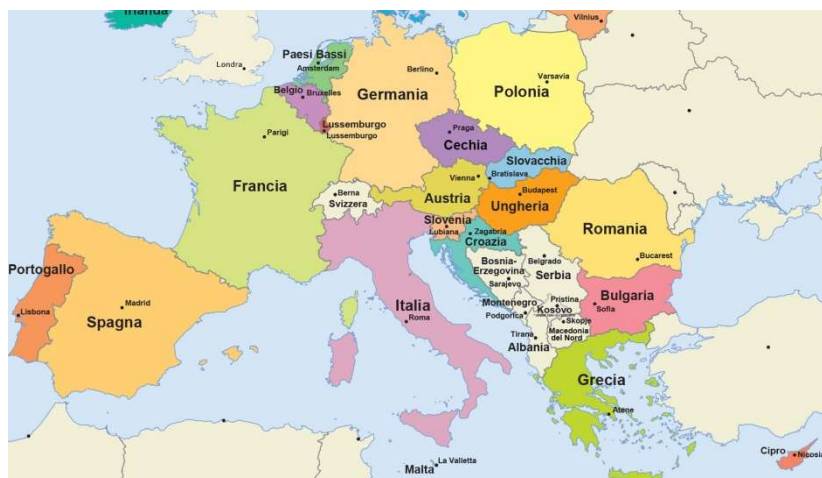 Irlanda
Vilnius
Londra
Paesi Bassi
Amsterdam
Berlino
Varsavia
Belgio
Bruxelles
Germania
Polonia
Lussemburgo
Lussemburgo
Parigi
Praga
Cechia
Slovacchia
Vienna
Bratislava
Francia
Berna
Svizzera
Austria
Budapest
Ungheria
Slovenia
Lubiana
Zagabria
Croazia
Romania
Bucarest
Bosnia-
Erzegovina
Sarajevo
Belgrado
Serbia
Portogallo
Lisbona
Madrid
Spagna
Italia
Roma
Montenegro
Podgorica
Pristina
Kosovo
Bulgaria
Sofia
Skopje
Macedonia
del Nord
Tirana
Albania
Grecia
Atene
Malta
La Valletta
Cipro
Nicosia